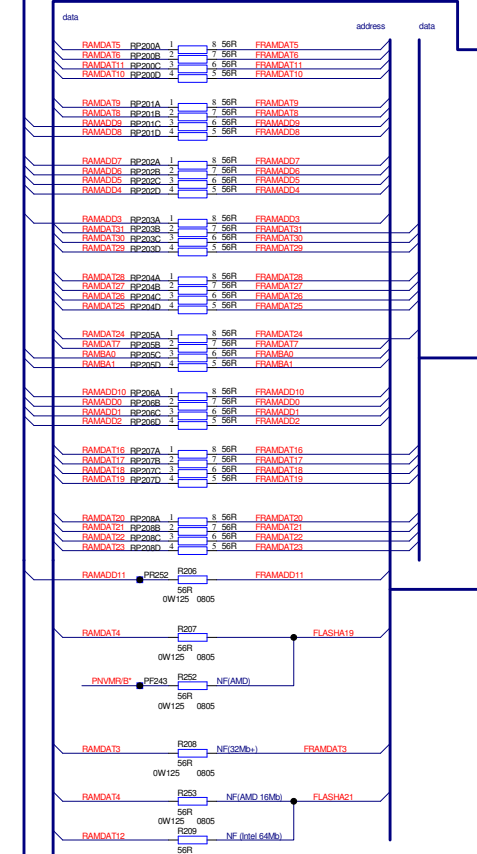 data
address data
RAMDAT5 RP200A 1 8 56R FRAMDAT5
RAMDAT6 RP200B 2 7 56R FRAMDAT6
RAMDAT11 RP200C 3 6 56R FRAMDAT11
RAMDAT10 RP200D 4 5 56R FRAMDAT10
RAMDAT9 RP201A 1 8 56R FRAMDAT9
RAMDAT8 RP201B 2 7 56R FRAMDAT8
RAMADD9 RP201C 3 6 56R FRAMADD9
RAMADD8 RP201D 4 5 56R FRAMADD8
RAMADD7 RP202A 1 8 56R FRAMADD7
RAMADD6 RP202B 2 7 56R FRAMADD6
RAMADD5 RP202C 3 6 56R FRAMADD5
RAMADD4 RP202D 4 5 56R FRAMADD4
RAMADD3 RP203A 1 8 56R FRAMADD3
RAMDAT31 RP203B 2 7 56R FRAMDAT31
RAMDAT30 RP203C 3 6 56R FRAMDAT30
RAMDAT29 RP203D 4 5 56R FRAMDAT29
RAMDAT28 RP204A 1 8 56R FRAMDAT28
RAMDAT27 RP204B 2 7 56R FRAMDAT27
RAMDAT26 RP204C 3 6 56R FRAMDAT26
RAMDAT25 RP204D 4 5 56R FRAMDAT25
RAMDAT24 RP205A 1 8 56R FRAMDAT24
RAMDAT7 RP205B 2 7 56R FRAMDAT7
RAMBA0 RP205C 3 6 56R FRAMBA0
RAMBA1 RP205D 4 5 56R FRAMBA1
RAMADD10 RP206A 1 8 56R FRAMADD10
RAMADD0 RP206B 2 7 56R FRAMADD0
RAMADD1 RP206C 3 6 56R FRAMADD1
RAMADD2 RP206D 4 5 56R FRAMADD2
RAMDAT16 RP207A 1 8 56R FRAMDAT16
RAMDAT17 RP207B 2 7 56R FRAMDAT17
RAMDAT18 RP207C 3 6 56R FRAMDAT18
RAMDAT19 RP207D 4 5 56R FRAMDAT19
RAMDAT20 RP208A 1 8 56R FRAMDAT20
RAMDAT21 RP208B 2 7 56R FRAMDAT21
RAMDAT22 RP208C 3 6 56R FRAMDAT22
RAMDAT23 RP208D 4 5 56R FRAMDAT23
RAMADD11 PR252 R206 FRAMADD11
56R
0W125 0805
RAMDAT4 R207 FLASHA19
56R
0W125 0805
PNVMR/B* PF243 R252 NF(AMD)
56R
0W125 0805
RAMDAT3 R208 NF(32Mb+) FRAMDAT3
56R
0W125 0805
RAMDAT4 R253 NF(AMD 16Mb) FLASHA21
56R
0W125 0805
RAMDAT12 R209 NF (Intel 64Mb)
56R